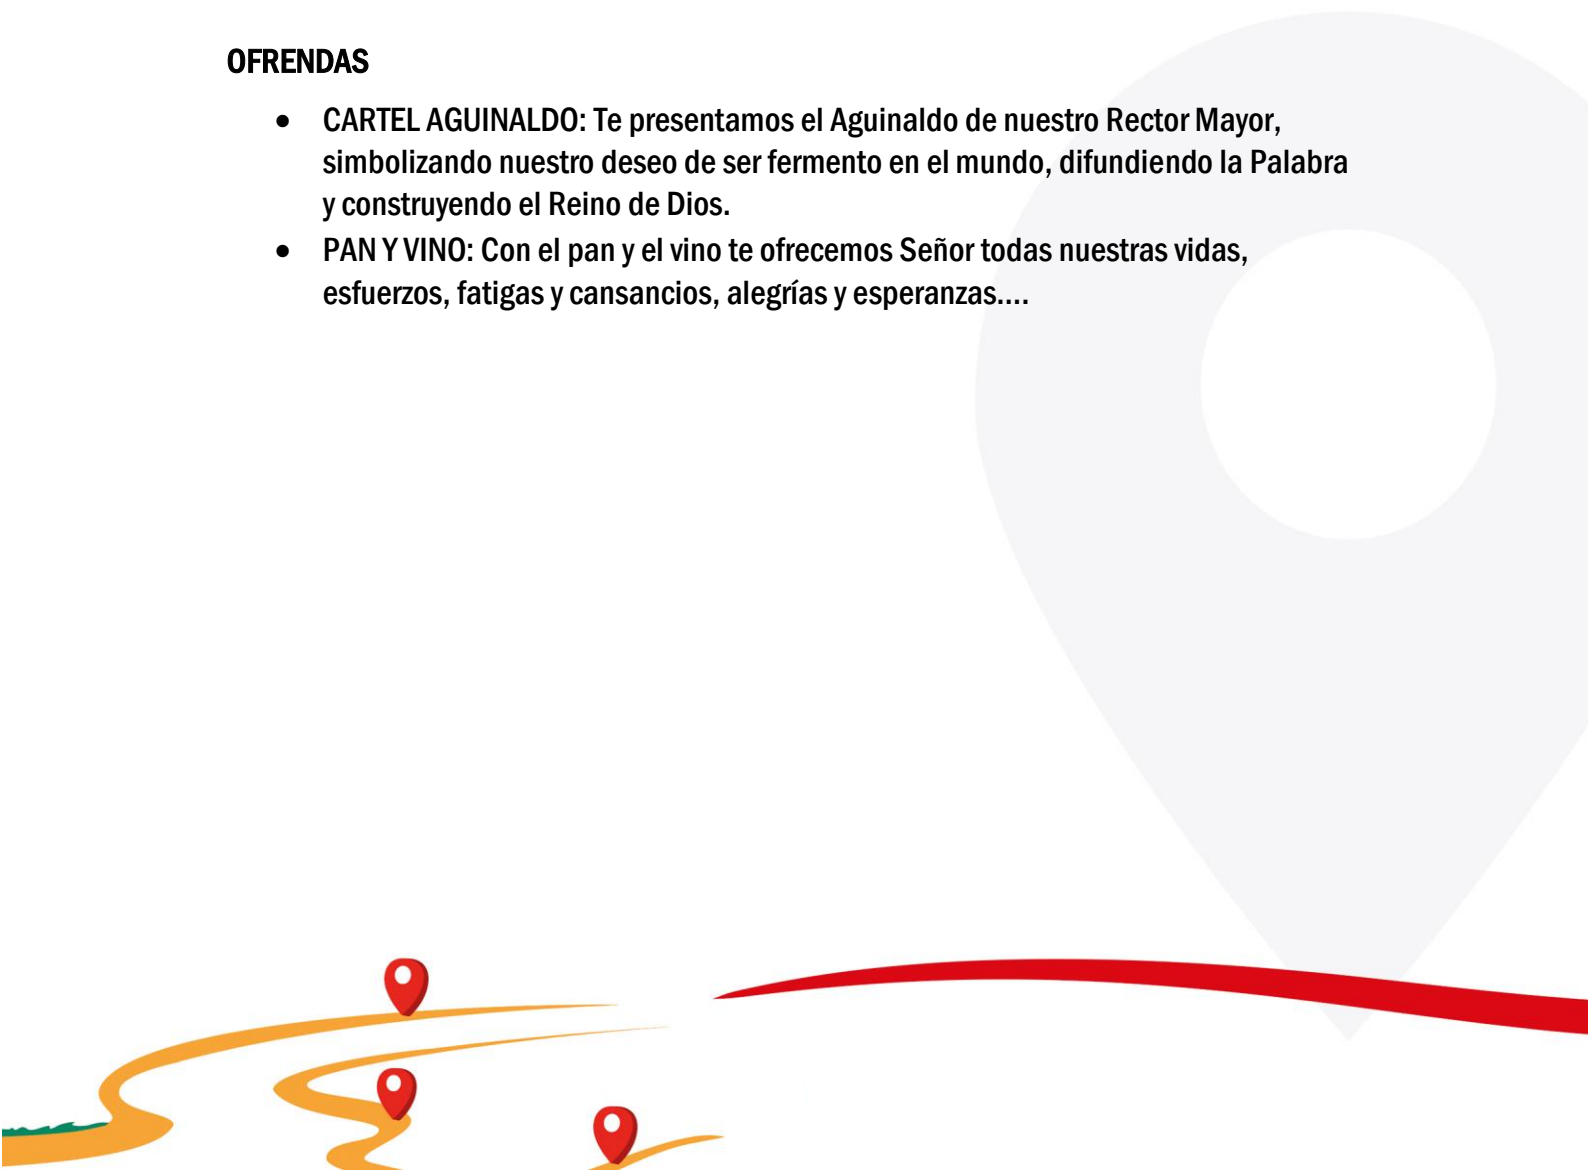 OFRENDAS
• CARTEL AGUINALDO: Te presentamos el Aguinaldo de nuestro Rector Mayor,
simbolizando nuestro deseo de ser fermento en el mundo, difundiendo la Palabra
y construyendo el Reino de Dios.
• PAN Y VINO: Con el pan y el vino te ofrecemos Señor todas nuestras vidas,
esfuerzos, fatigas y cansancios, alegrías y esperanzas....